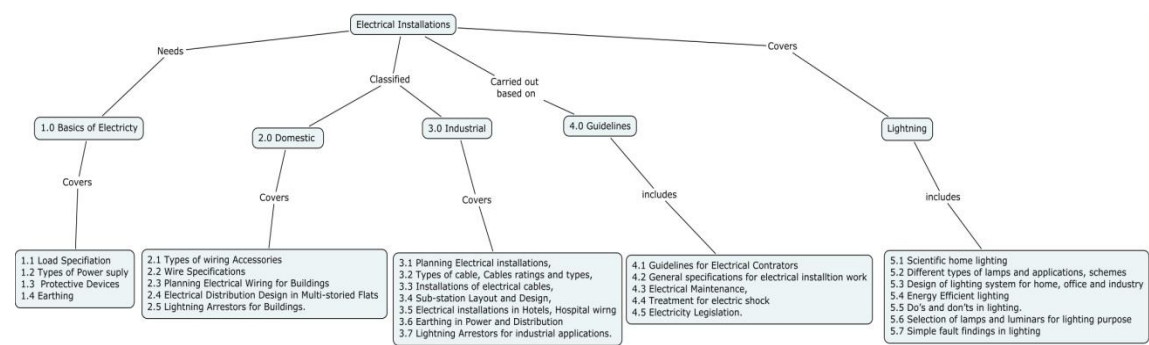 Electrical Installations
Needs
Classified
Carried out
based on
Covers
1.0 Basics of Electricty
2.0 Domestic
3.0 Industrial
4.0 Guidelines
Lightning
Covers
Covers
Covers
includes
includes
1.1 Load Specifiation
1.2 Types of Power suply
1.3 Protective Devices
1.4 Earthing
2.1 Types of wiring Accessories
2.2 Wire Specifications
2.3 Planning Electrical Wiring for Buildings
2.4 Electrical Distribution Design in Multi-storied Flats
2.5 Lightning Arrestors for Buildings.
3.1 Planning Electrical installations,
3.2 Types of cable, Cables ratings and types,
3.3 Installations of electrical cables,
3.4 Sub-station Layout and Design,
3.5 Electrical installations in Hotels, Hospital wirng
3.6 Earthing in Power and Distribution
3.7 Lightning Arrestors for industrial applications.
4.1 Guidelines for Electrical Contrators
4.2 General specifications for electrical installtion work
4.3 Electrical Maintenance,
4.4 Treatment for electric shock
4.5 Electricity Legislation.
5.1 Scientific home lighting
5.2 Different types of lamps and applications, schemes
5.3 Design of lighting system for home, office and industry
5.4 Energy Efficient lighting
5.5 Do's and don'ts in lighting.
5.6 Selection of lamps and luminars for lighting purpose
5.7 Simple fault findings in lighting